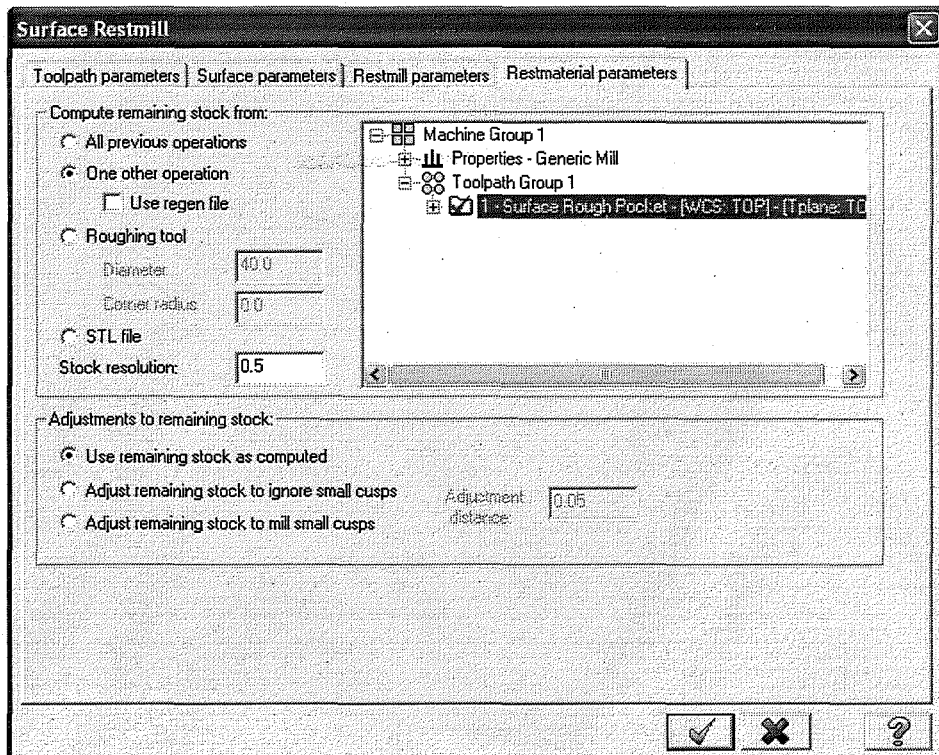 Surface Restmill
Toolpath parameters
Surface parameters
Restmill parameters
Restmaterial parameters
Compute remaining stock from:
All previous operations
One other operation
Use regen file
Roughing tool
Diameter
40.0
Corner radius
0.0
STL file
Stock resolution:
0.5
Machine Group 1
Properties - Generic Mill
Toolpath Group 1
1 - Surface Rough Pocket - [WCS: TOP] - [Tplane: TO
Adjustments to remaining stock:
Use remaining stock as computed
Adjust remaining stock to ignore small cusps
Adjust remaining stock to mill small cusps
Adjustment
distance:
0.05